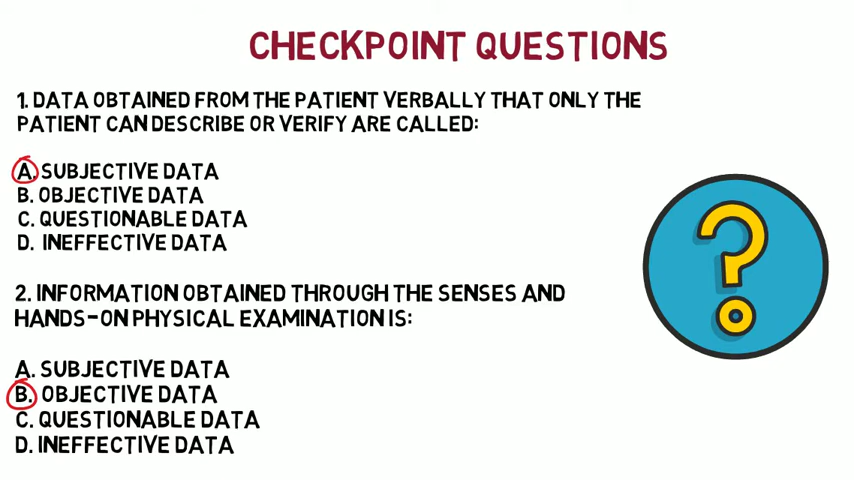 CHECKPOINT QUESTIONS
1. DATA OBTAINED FROM THE PATIENT VERBALLY THAT ONLY THE
PATIENT CAN DESCRIBE OR VERIFY ARE CALLED:
A. SUBJECTIVE DATA
B. OBJECTIVE DATA
C. QUESTIONABLE DATA
D. INEFFECTIVE DATA
2. INFORMATION OBTAINED THROUGH THE SENSES AND
HANDS-ON PHYSICAL EXAMINATION IS:
A. SUBJECTIVE DATA
B. OBJECTIVE DATA
C. QUESTIONABLE DATA
D. INEFFECTIVE DATA
?